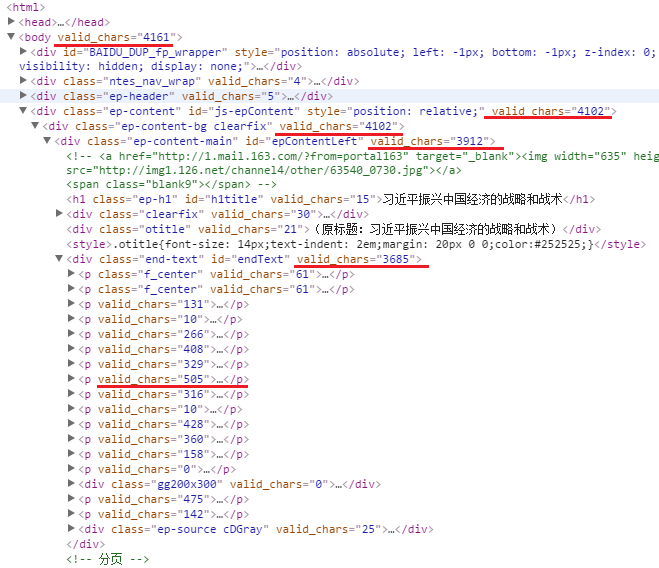 <html>
<head>…</head>
<body valid_chars="4161">
<div id="BAIDU_DUP_fp_wrapper" style="position: absolute; left: -1px; bottom: -1px; z-index: 0;
visibility: hidden; display: none;">…</div>
<div class="ntes_nav_wrap" valid_chars="4">…</div>
<div class="ep-header" valid_chars="5">…</div>
<div class="ep-content" id="js-epContent" style="position: relative;" valid_chars="4102">
<div class="ep-content-bg clearfix" valid_chars="4102">
<div class="ep-content-main" id="epContentLeft" valid_chars="3912">
<!-- <a href="http://1.mail.163.com/?from=portal163" target="_blank"><img width="635" heig
src="http://img1.126.net/channel4/other/63540_0730.jpg"></a>
<span class="blank9"></span> -->
<h1 class="ep-h1" id="h1title" valid_chars="15">习近平振兴中国经济的战略和战术</h1>
<div class="clearfix" valid_chars="30">…</div>
<div class="otitle" valid_chars="21">(原标题：习近平振兴中国经济的战略和战术)</div>
<style>.otitle{font-size: 14px;text-indent: 2em;margin: 20px 0 0;color:#252525;}</style>
<div class="end-text" id="endText" valid_chars="3685">
<p class="f_center" valid_chars="61">…</p>
<p class="f_center" valid_chars="61">…</p>
<p valid_chars="131">…</p>
<p valid_chars="10">…</p>
<p valid_chars="266">…</p>
<p valid_chars="408">…</p>
<p valid_chars="329">…</p>
<p valid_chars="505">…</p>
<p valid_chars="316">…</p>
<p valid_chars="10">…</p>
<p valid_chars="428">…</p>
<p valid_chars="360">…</p>
<p valid_chars="158">…</p>
<p valid_chars="0">…</p>
<div class="gg200x300" valid_chars="0">…</div>
<p valid_chars="475">…</p>
<p valid_chars="142">…</p>
<div class="ep-source cDGray" valid_chars="25">…</div>
</div>
<!-- 分页 -->